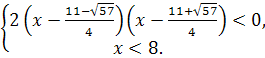 {2(x − (11−√57)/4)(x − (11+√57)/4) < 0,
x < 8.